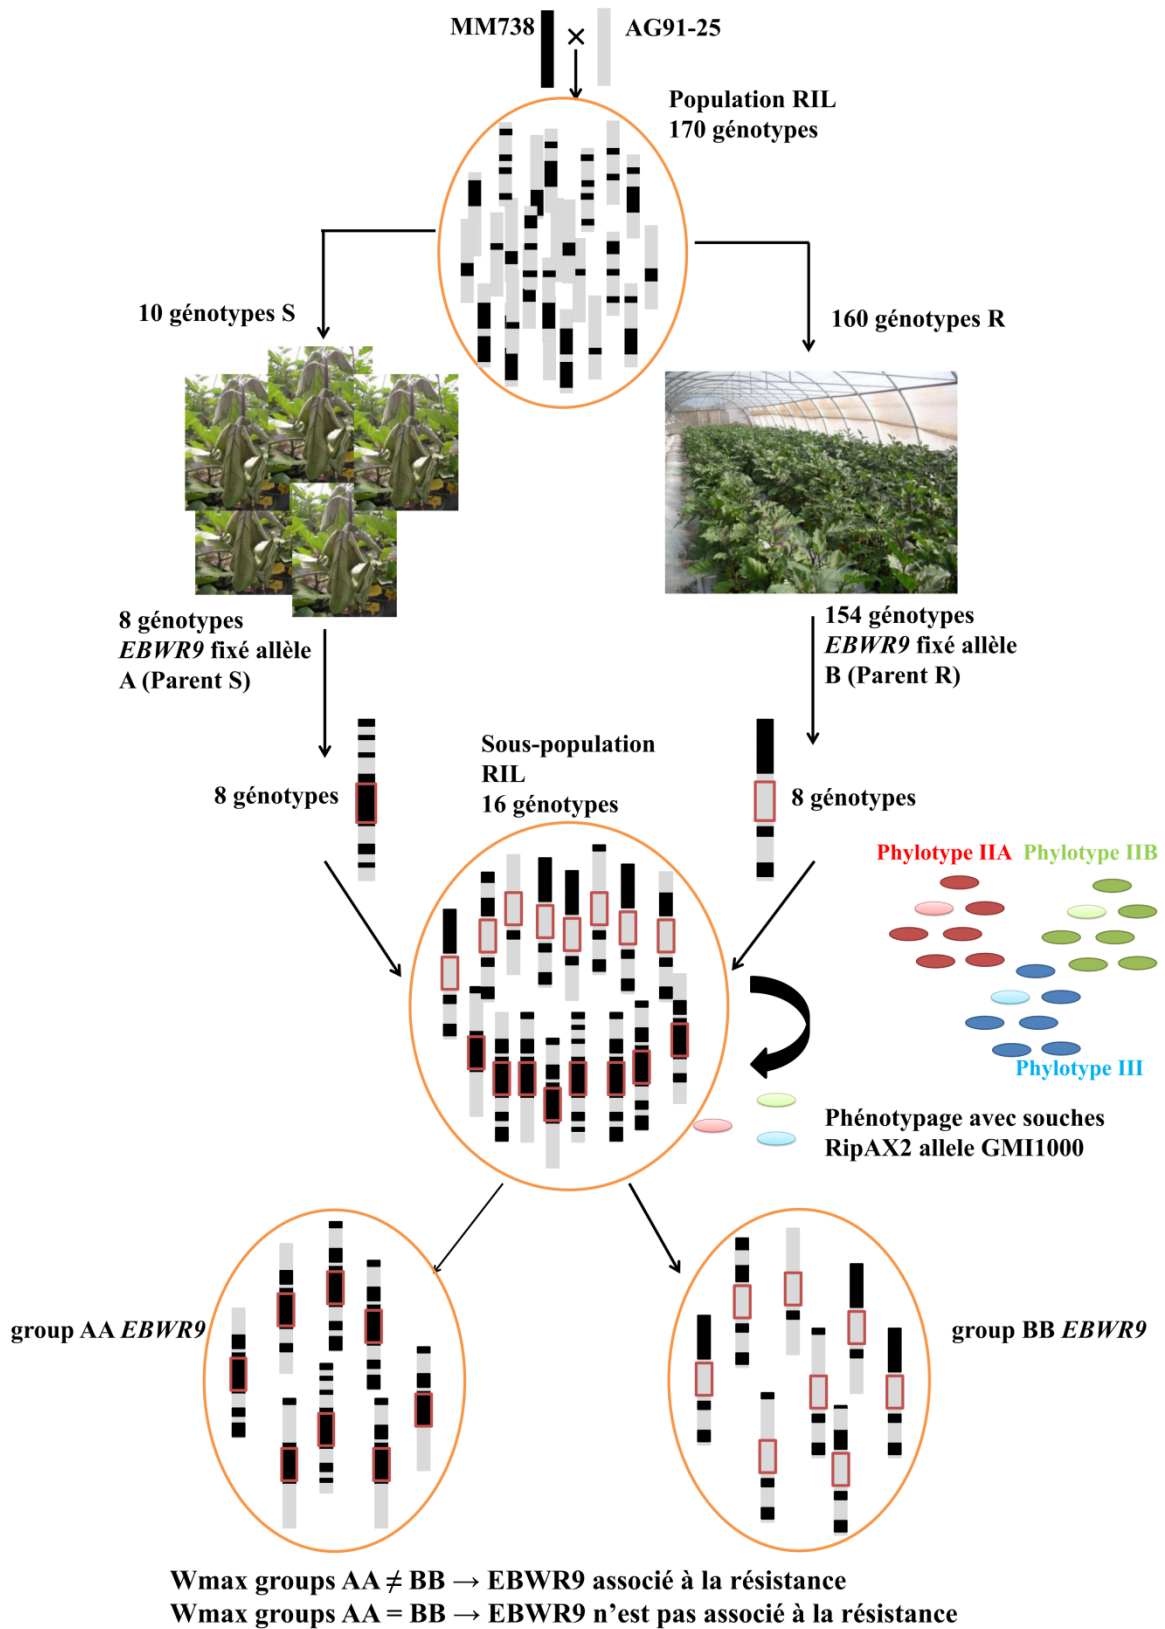 MM738
×
AG91-25
Population RIL
170 génotypes
10 génotypes S
160 génotypes R
8 génotypes
EBWR9 fixé allèle
A (Parent S)
154 génotypes
EBWR9 fixé allèle
B (Parent R)
8 génotypes
Sous-population
RIL
16 génotypes
8 génotypes
Phylotype IIA
Phylotype IIB
Phylotype III
Phénotypage avec souches
RipAX2 allele GMI1000
group AA EBWR9
group BB EBWR9
Wmax groups AA ≠ BB → EBWR9 associé à la résistance
Wmax groups AA = BB → EBWR9 n’est pas associé à la résistance